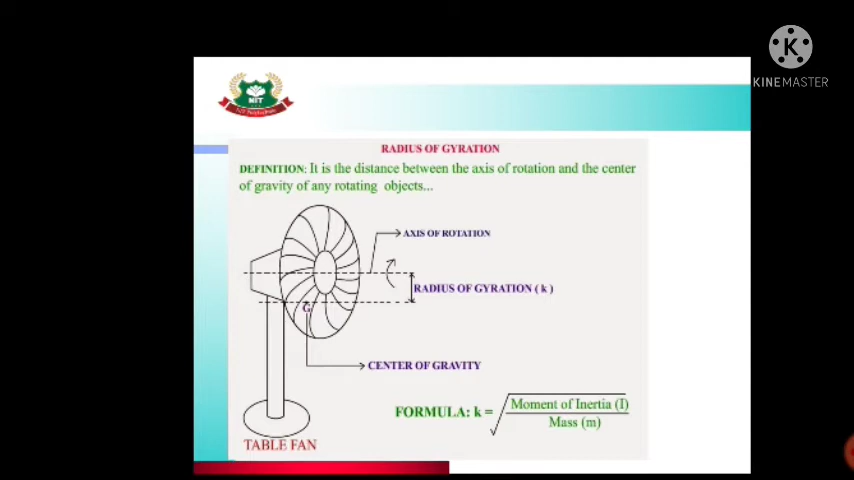 KINEMASTER
RADIUS OF GYRATION
DEFINITION: It is the distance between the axis of rotation and the center
of gravity of any rotating objects...
AXIS OF ROTATION
RADIUS OF GYRATION ( k )
G
CENTER OF GRAVITY
FORMULA: k = Moment of Inertia (I)
Mass (m)
TABLE FAN